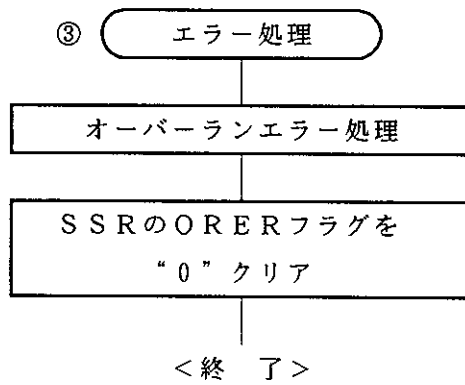 ③ エラー処理
オーバーランエラー処理
SSRのORERフラグを
“0”クリア
<終 了>